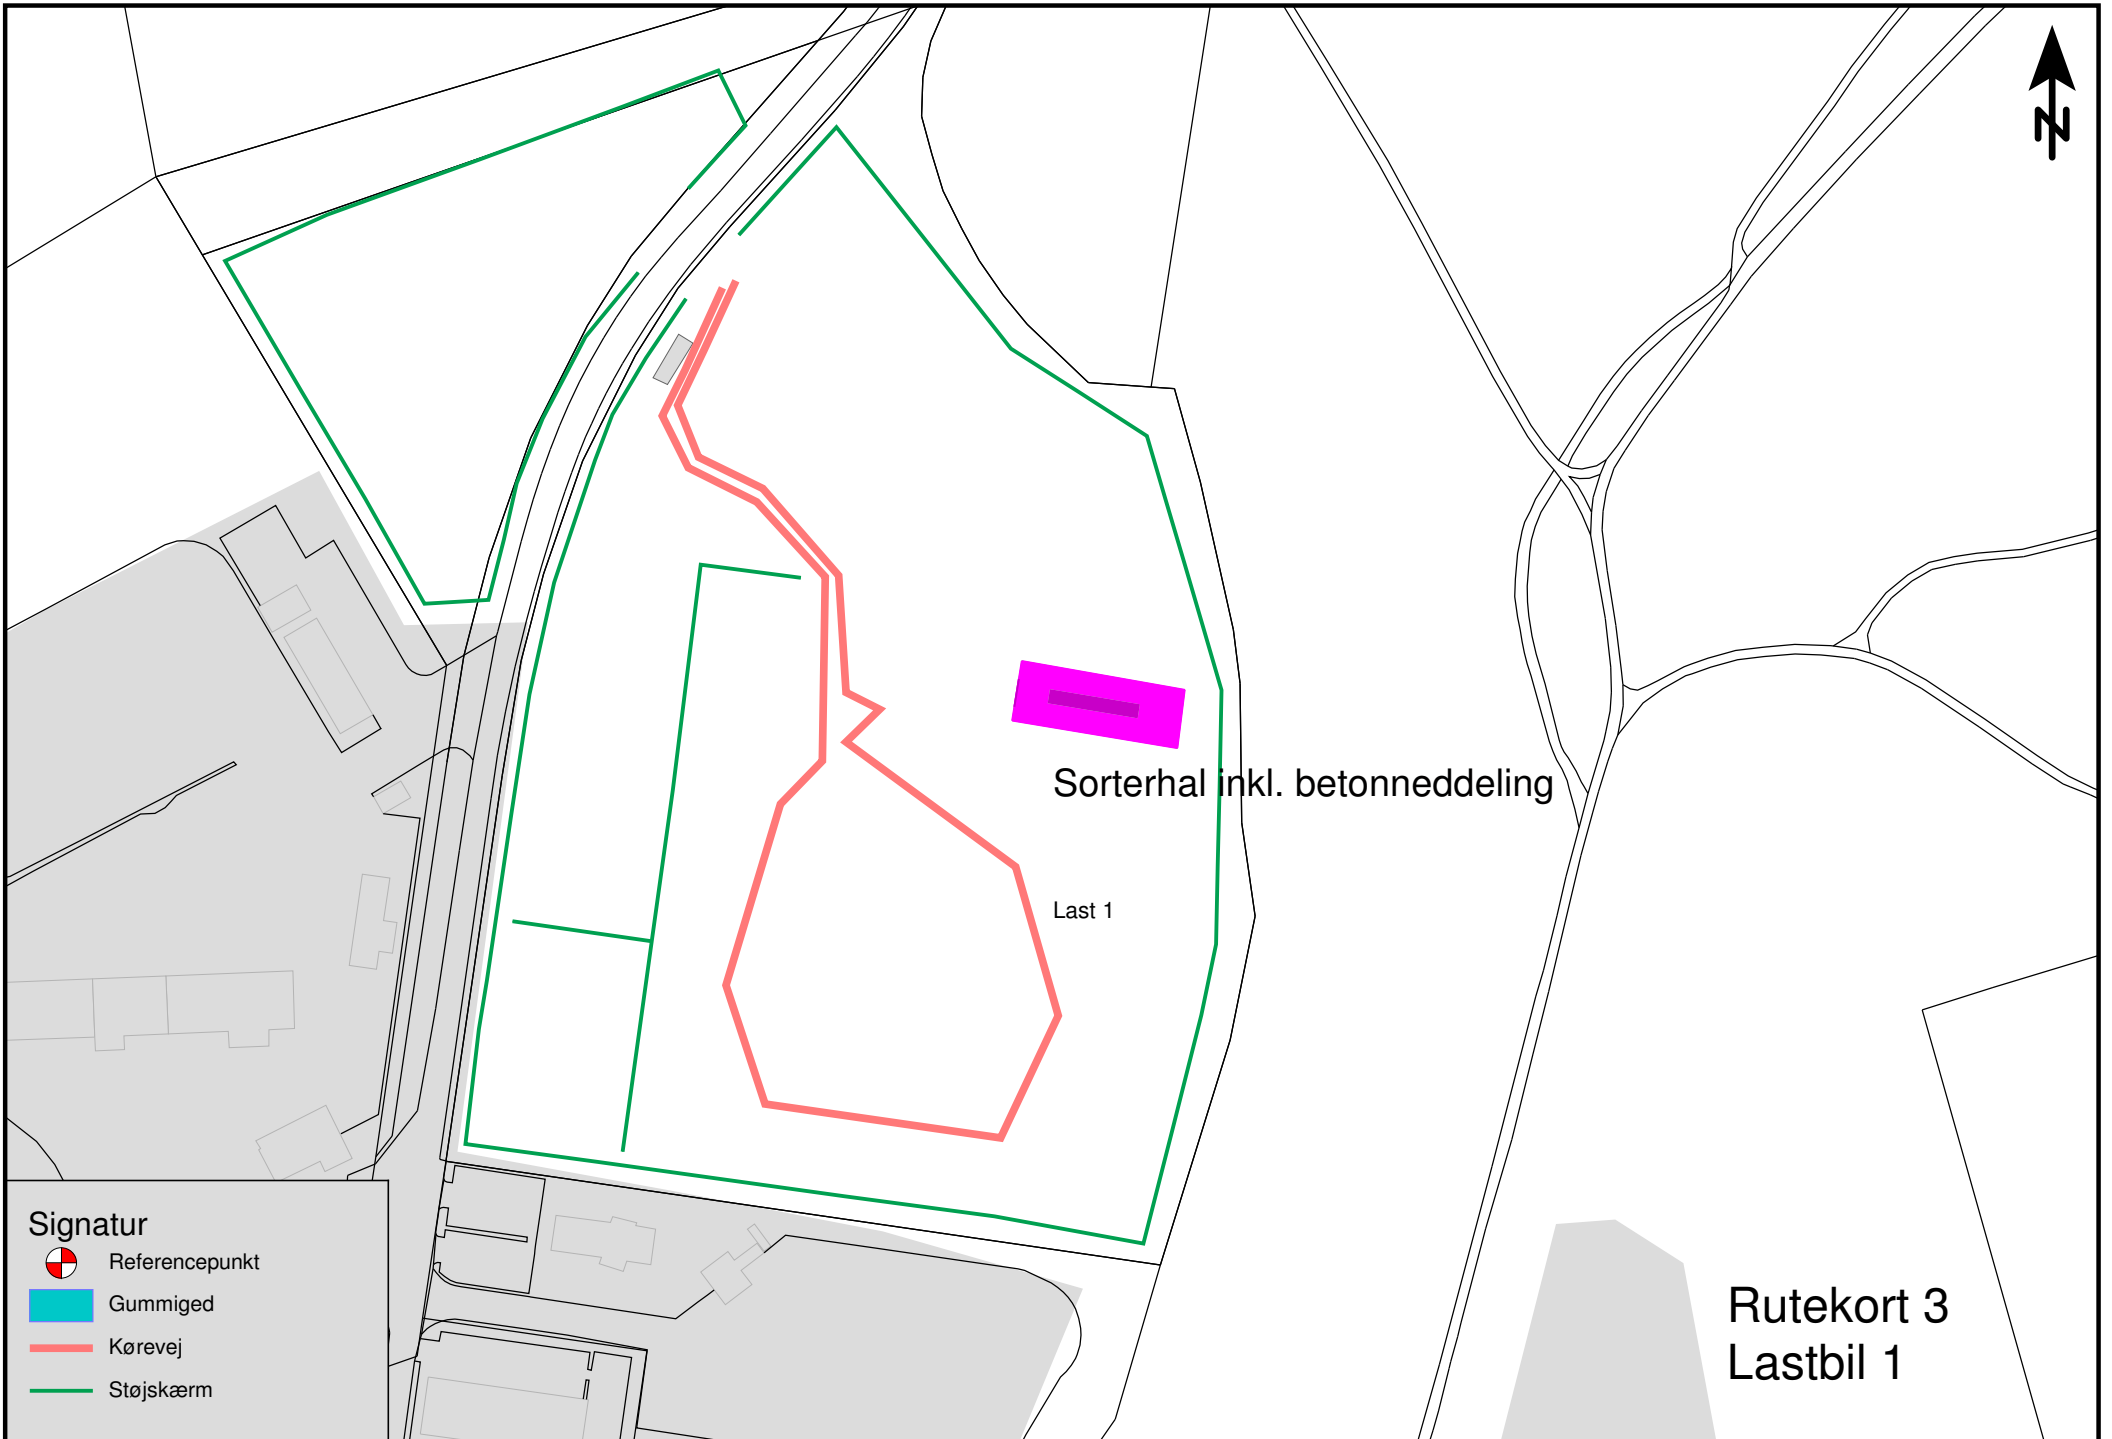 N
Sorterhal inkl. betonneddeling
Last 1
Signatur
Referencepunkt
Gummiged
Kørevej
Støjskærm
Rutekort 3
Lastbil 1